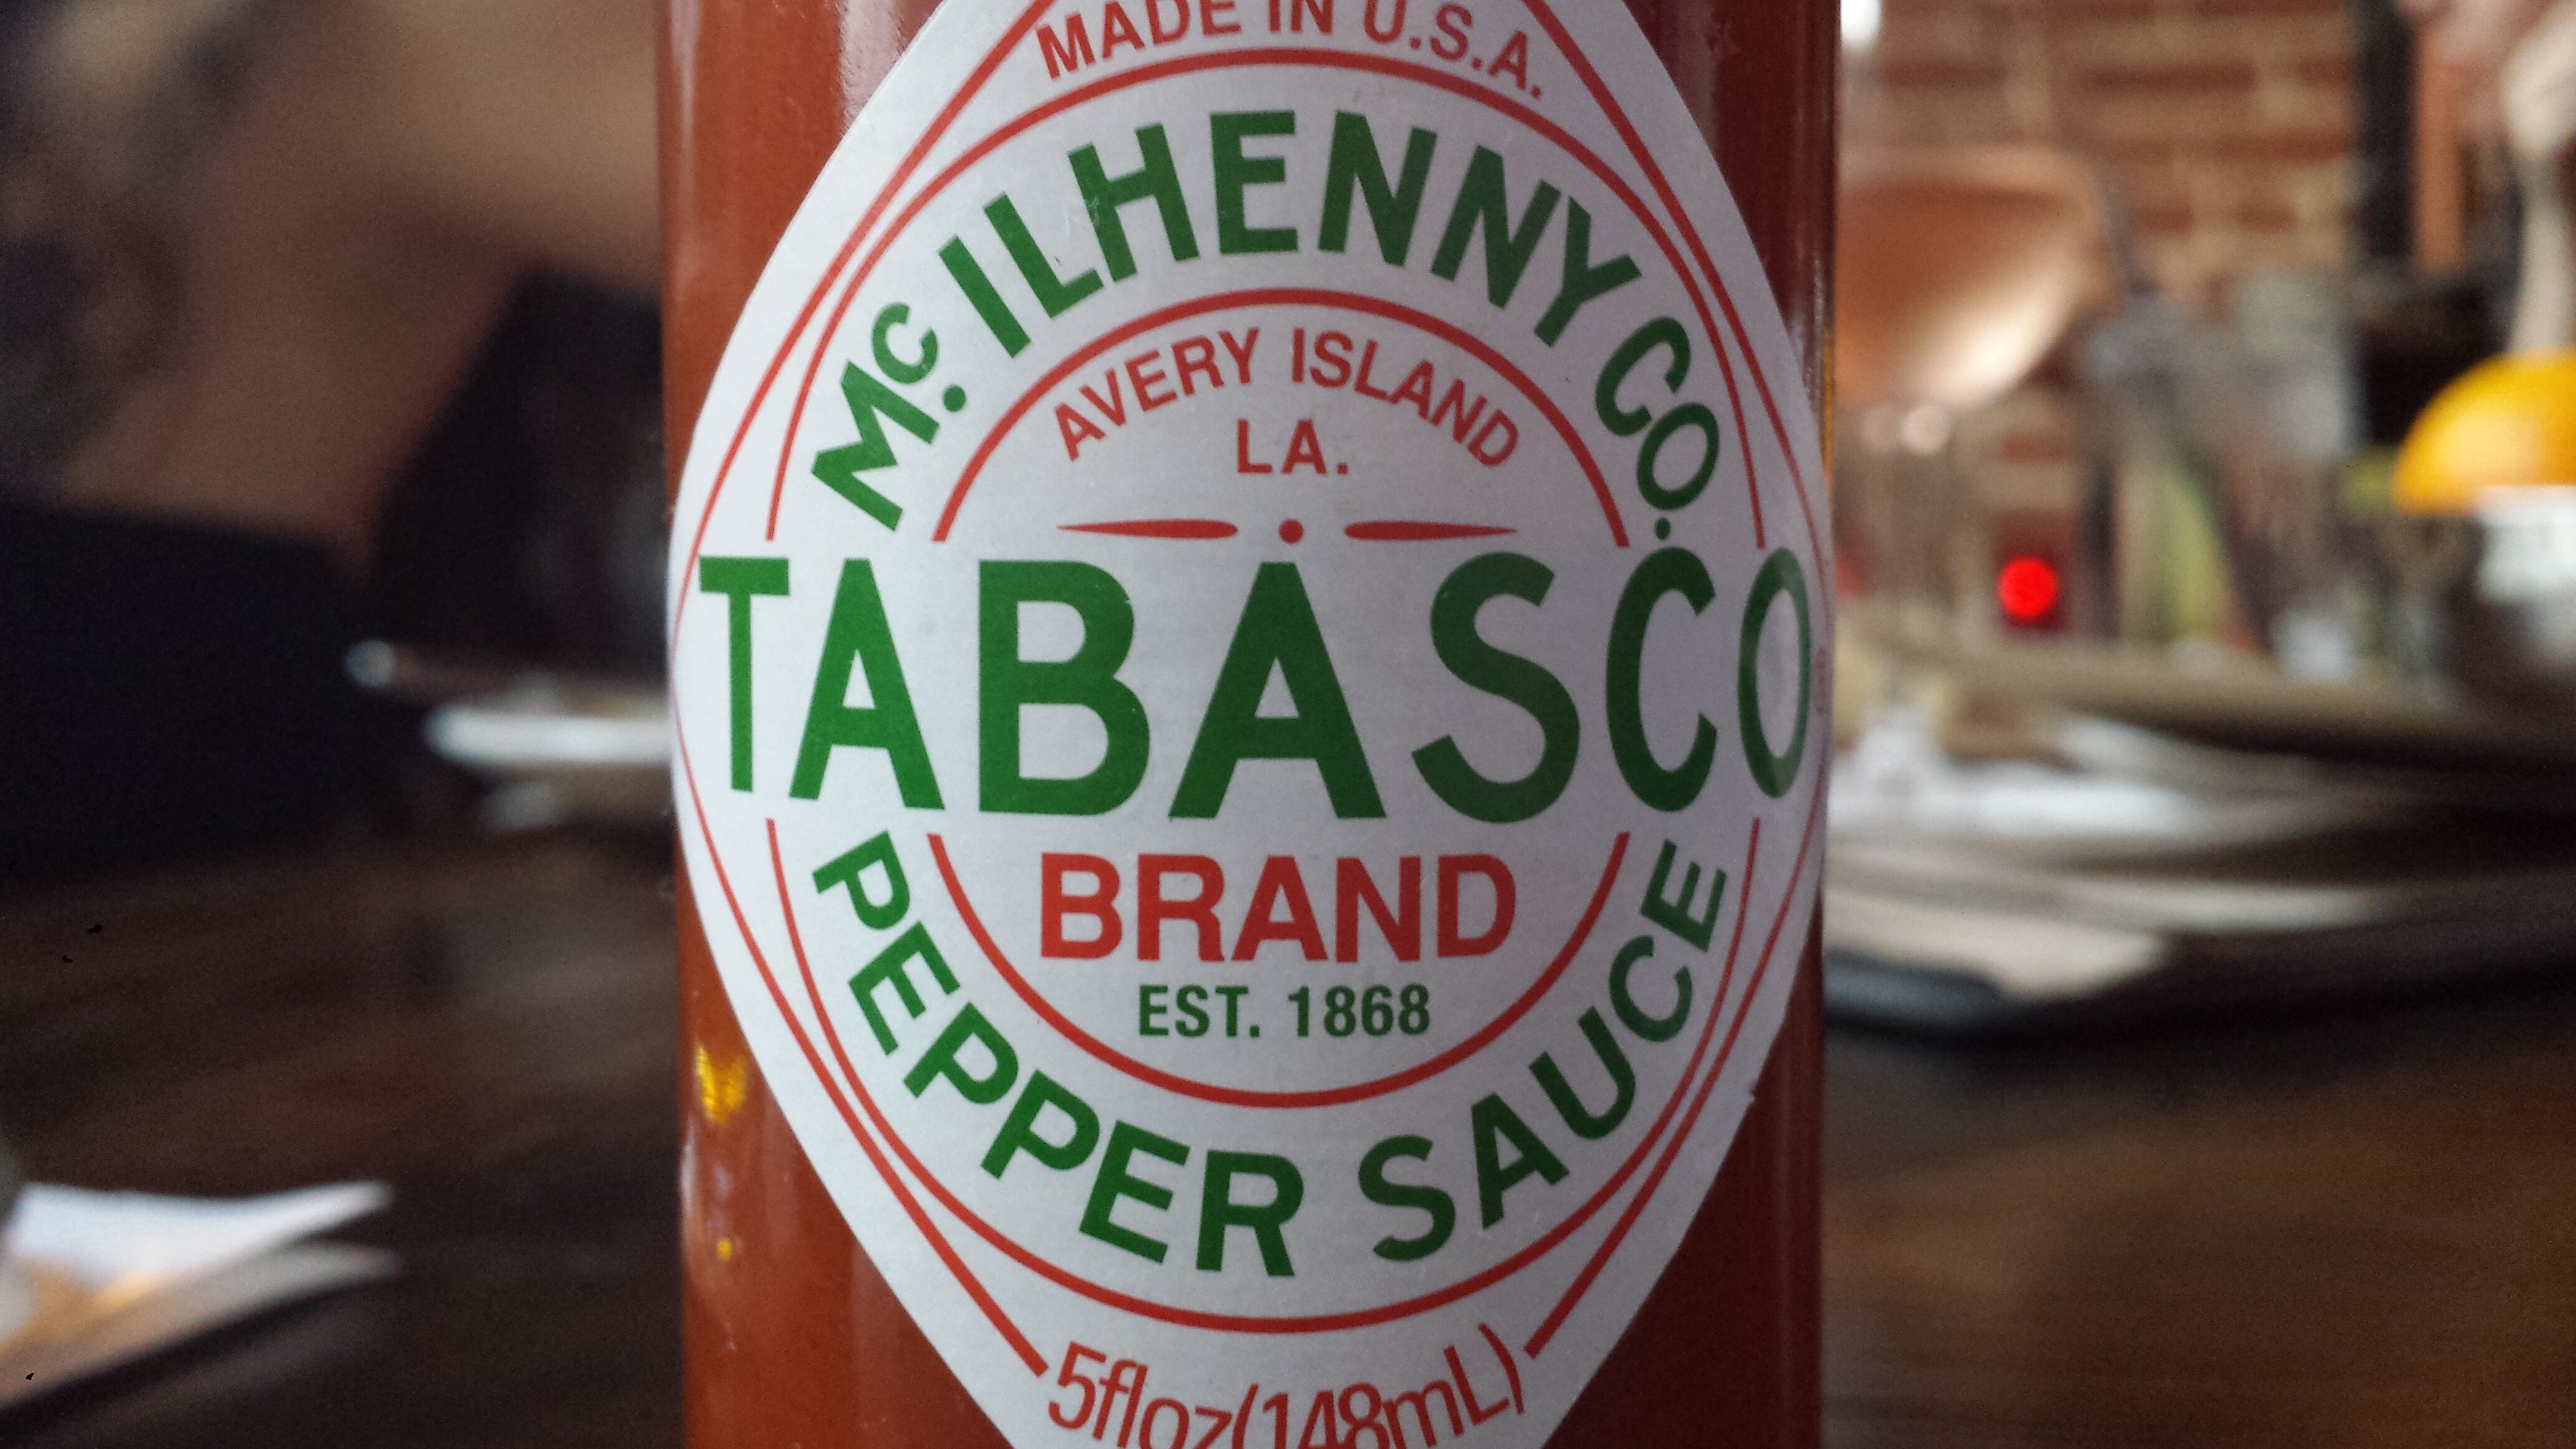 MADE IN U.S.A.
Mc. ILHENNY CO.
AVERY ISLAND
LA.
TABASCO
BRAND
EST. 1868
PEPPER SAUCE
5floz(148mL)